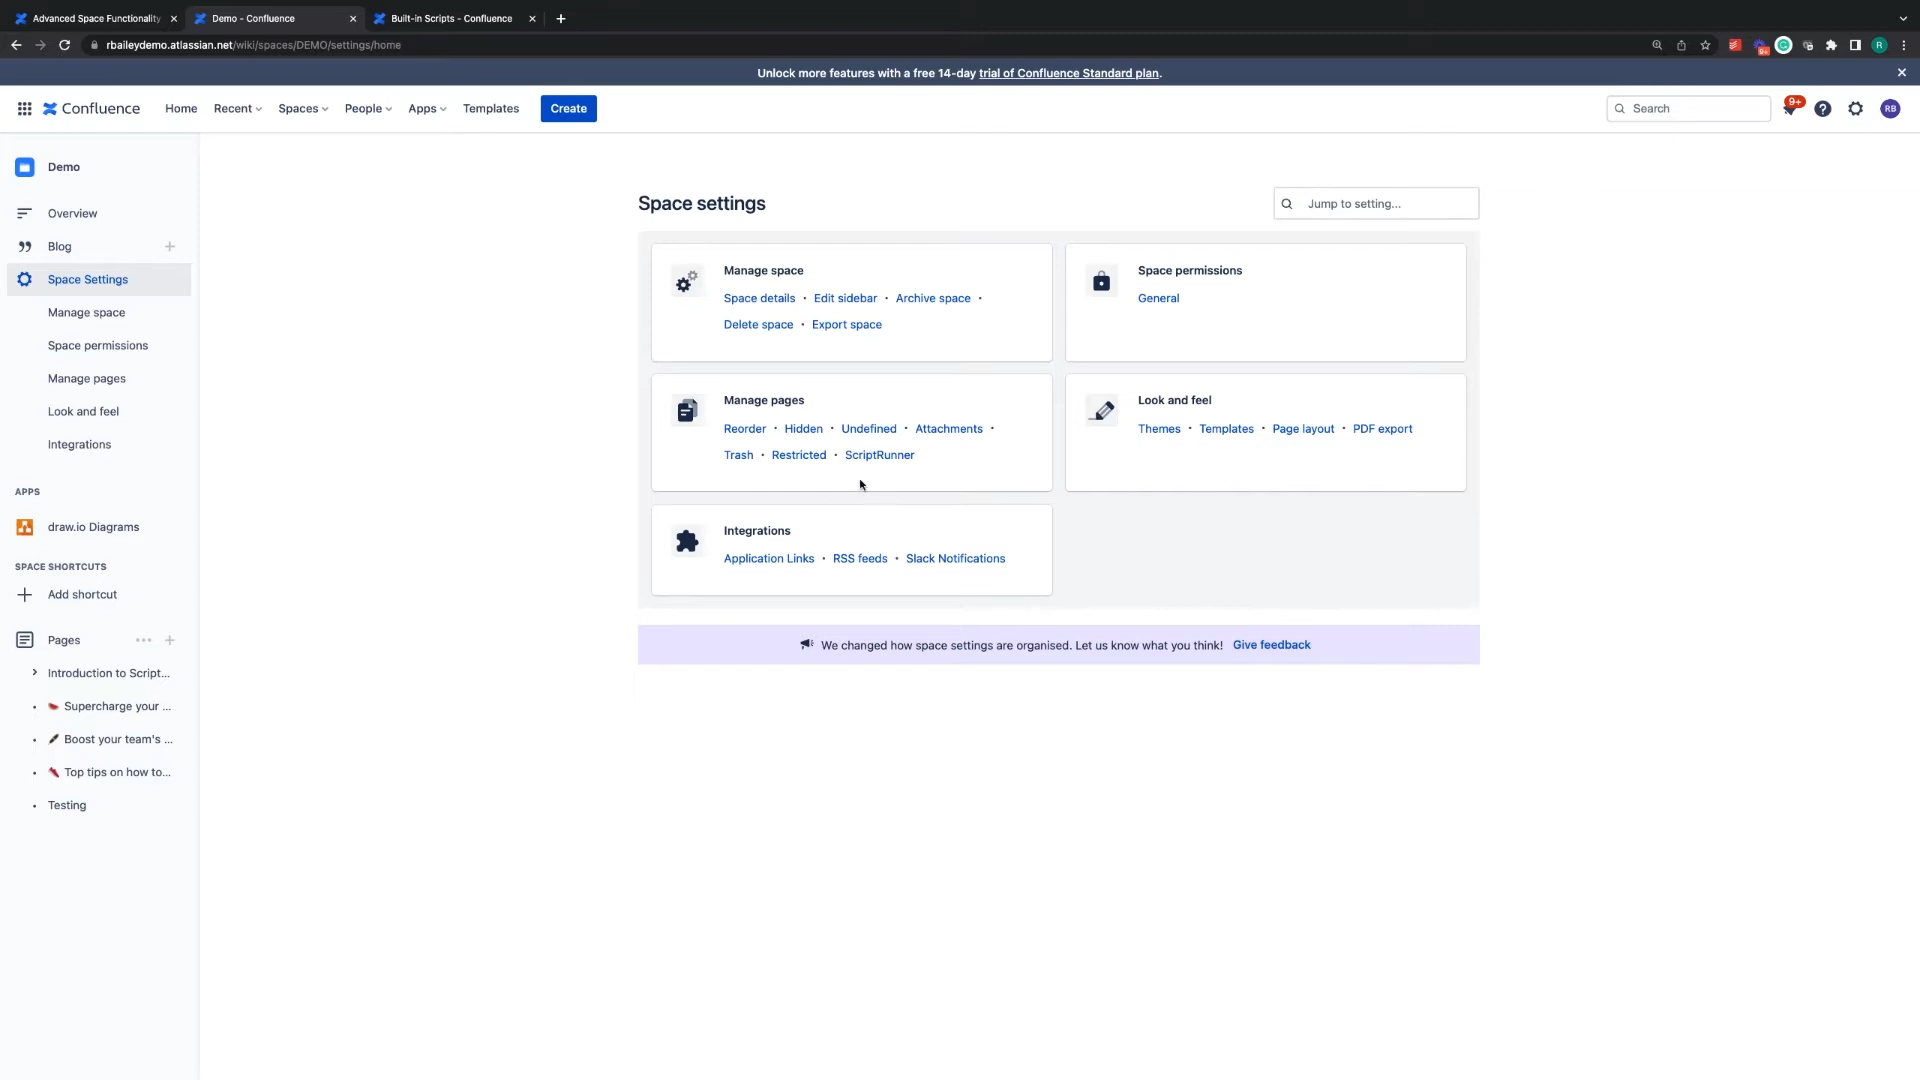 Advanced Space Functionality
Demo - Confluence
Built-in Scripts - Confluence
rbaileydemo.atlassian.net/wiki/spaces/DEMO/settings/home
9+
R
Unlock more features with a free 14-day trial of Confluence Standard plan.
Confluence
Home
Recent
Spaces
People
Apps
Templates
Create
Search
9+
RB
Demo
Overview
Blog
Space Settings
Manage space
Space permissions
Manage pages
Look and feel
Integrations
APPS
draw.io Diagrams
SPACE SHORTCUTS
Add shortcut
Pages
Introduction to Script...
Supercharge your ...
Boost your team's ...
Top tips on how to...
Testing
Space settings
Jump to setting...
Manage space
Space details • Edit sidebar • Archive space •
Delete space • Export space
Space permissions
General
Manage pages
Reorder • Hidden • Undefined • Attachments •
Trash • Restricted • ScriptRunner
Look and feel
Themes • Templates • Page layout • PDF export
Integrations
Application Links • RSS feeds • Slack Notifications
We changed how space settings are organised. Let us know what you think! Give feedback